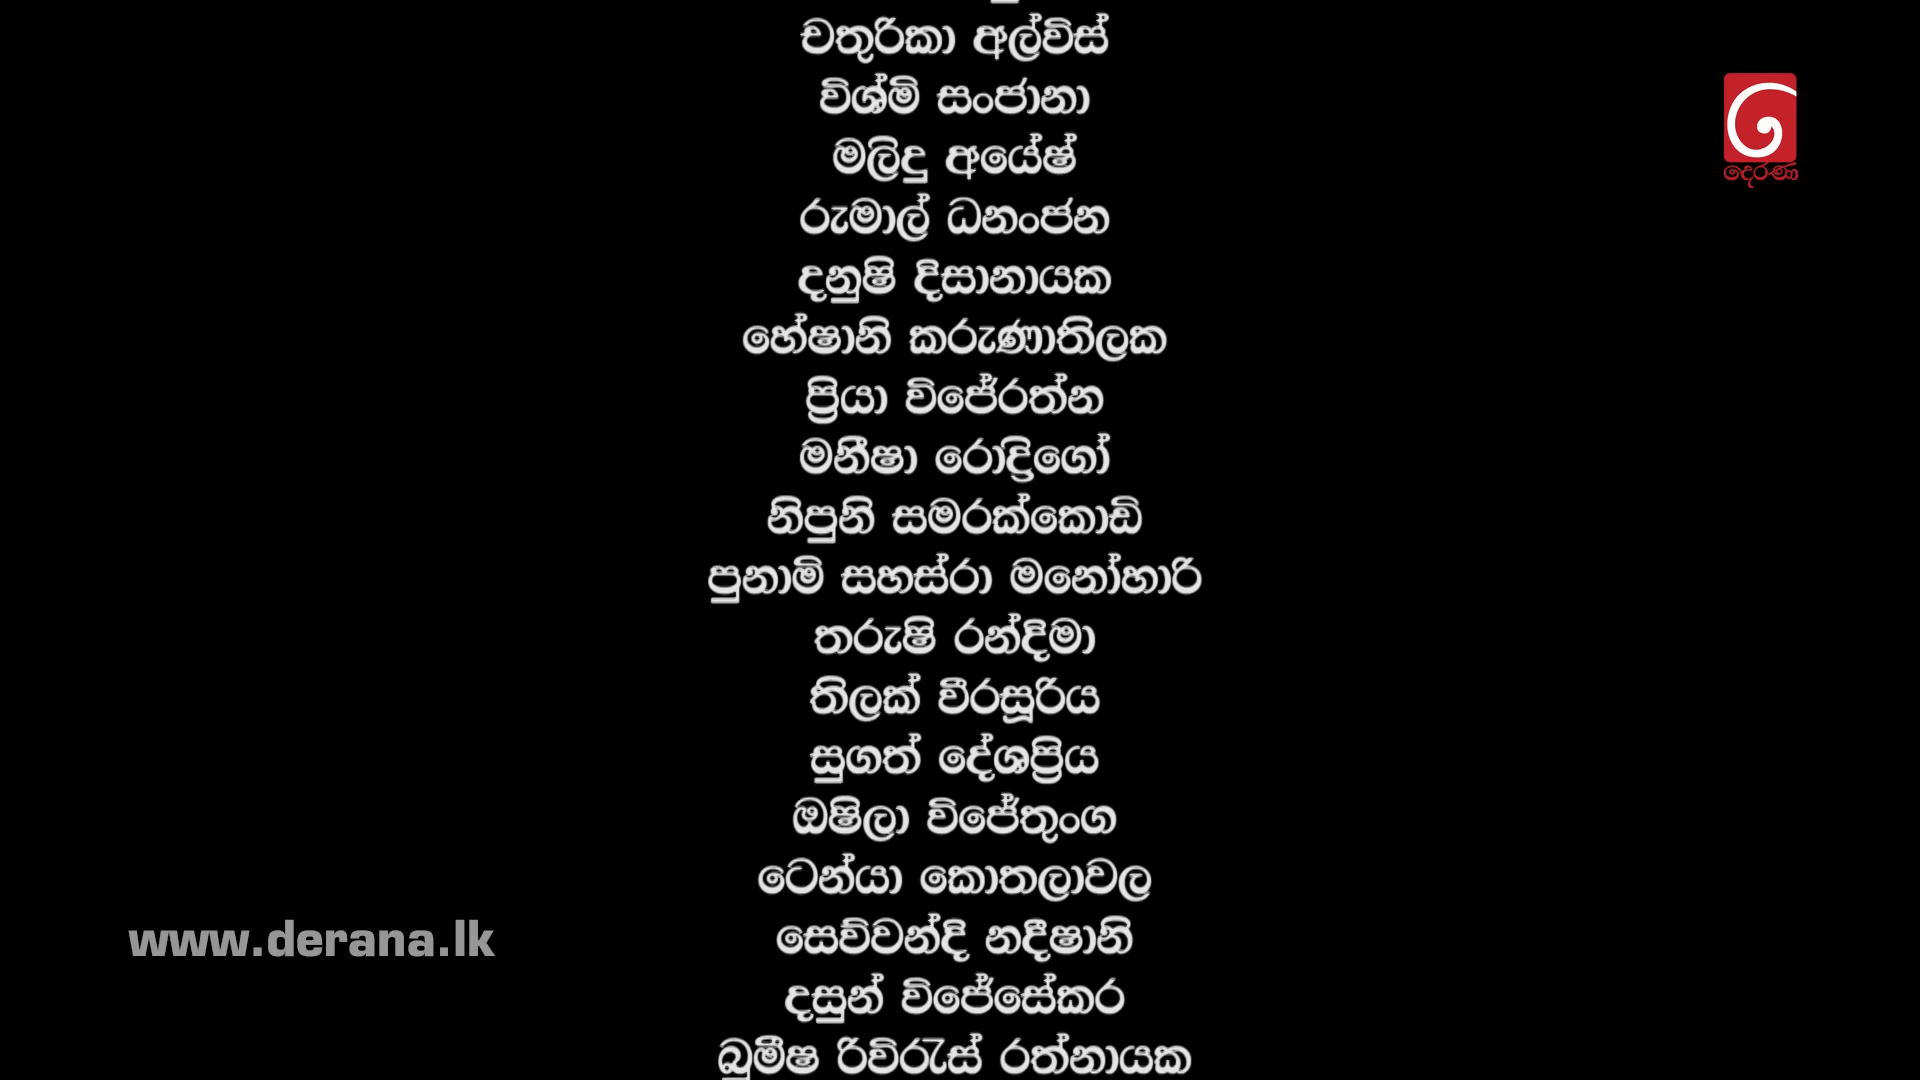 චතුරිකා අල්විස්
විශ්මි සංජානා
මලිඳු අයේෂ්
රුමාල් ධනංජන
දනුෂි දිසානායක
හේෂානි කරුණාතිලක
ප්‍රියා විජේරත්න
මනීෂා රොද්‍රිගෝ
නිපුනි සමරක්කොඩි
පුනාමි සහස්රා මනෝහාරි
තරුෂි රන්දිමා
තිලක් වීරසූරිය
සුගත් දේශප්‍රිය
ඔෂිලා විජේතුංග
ටෙන්යා කොතලාවල
සෙව්වන්දි නදීෂානි
දසුන් විජේසේකර
බුමීෂ රිවිරැස් රත්නායක
දෙරණ
www.derana.lk